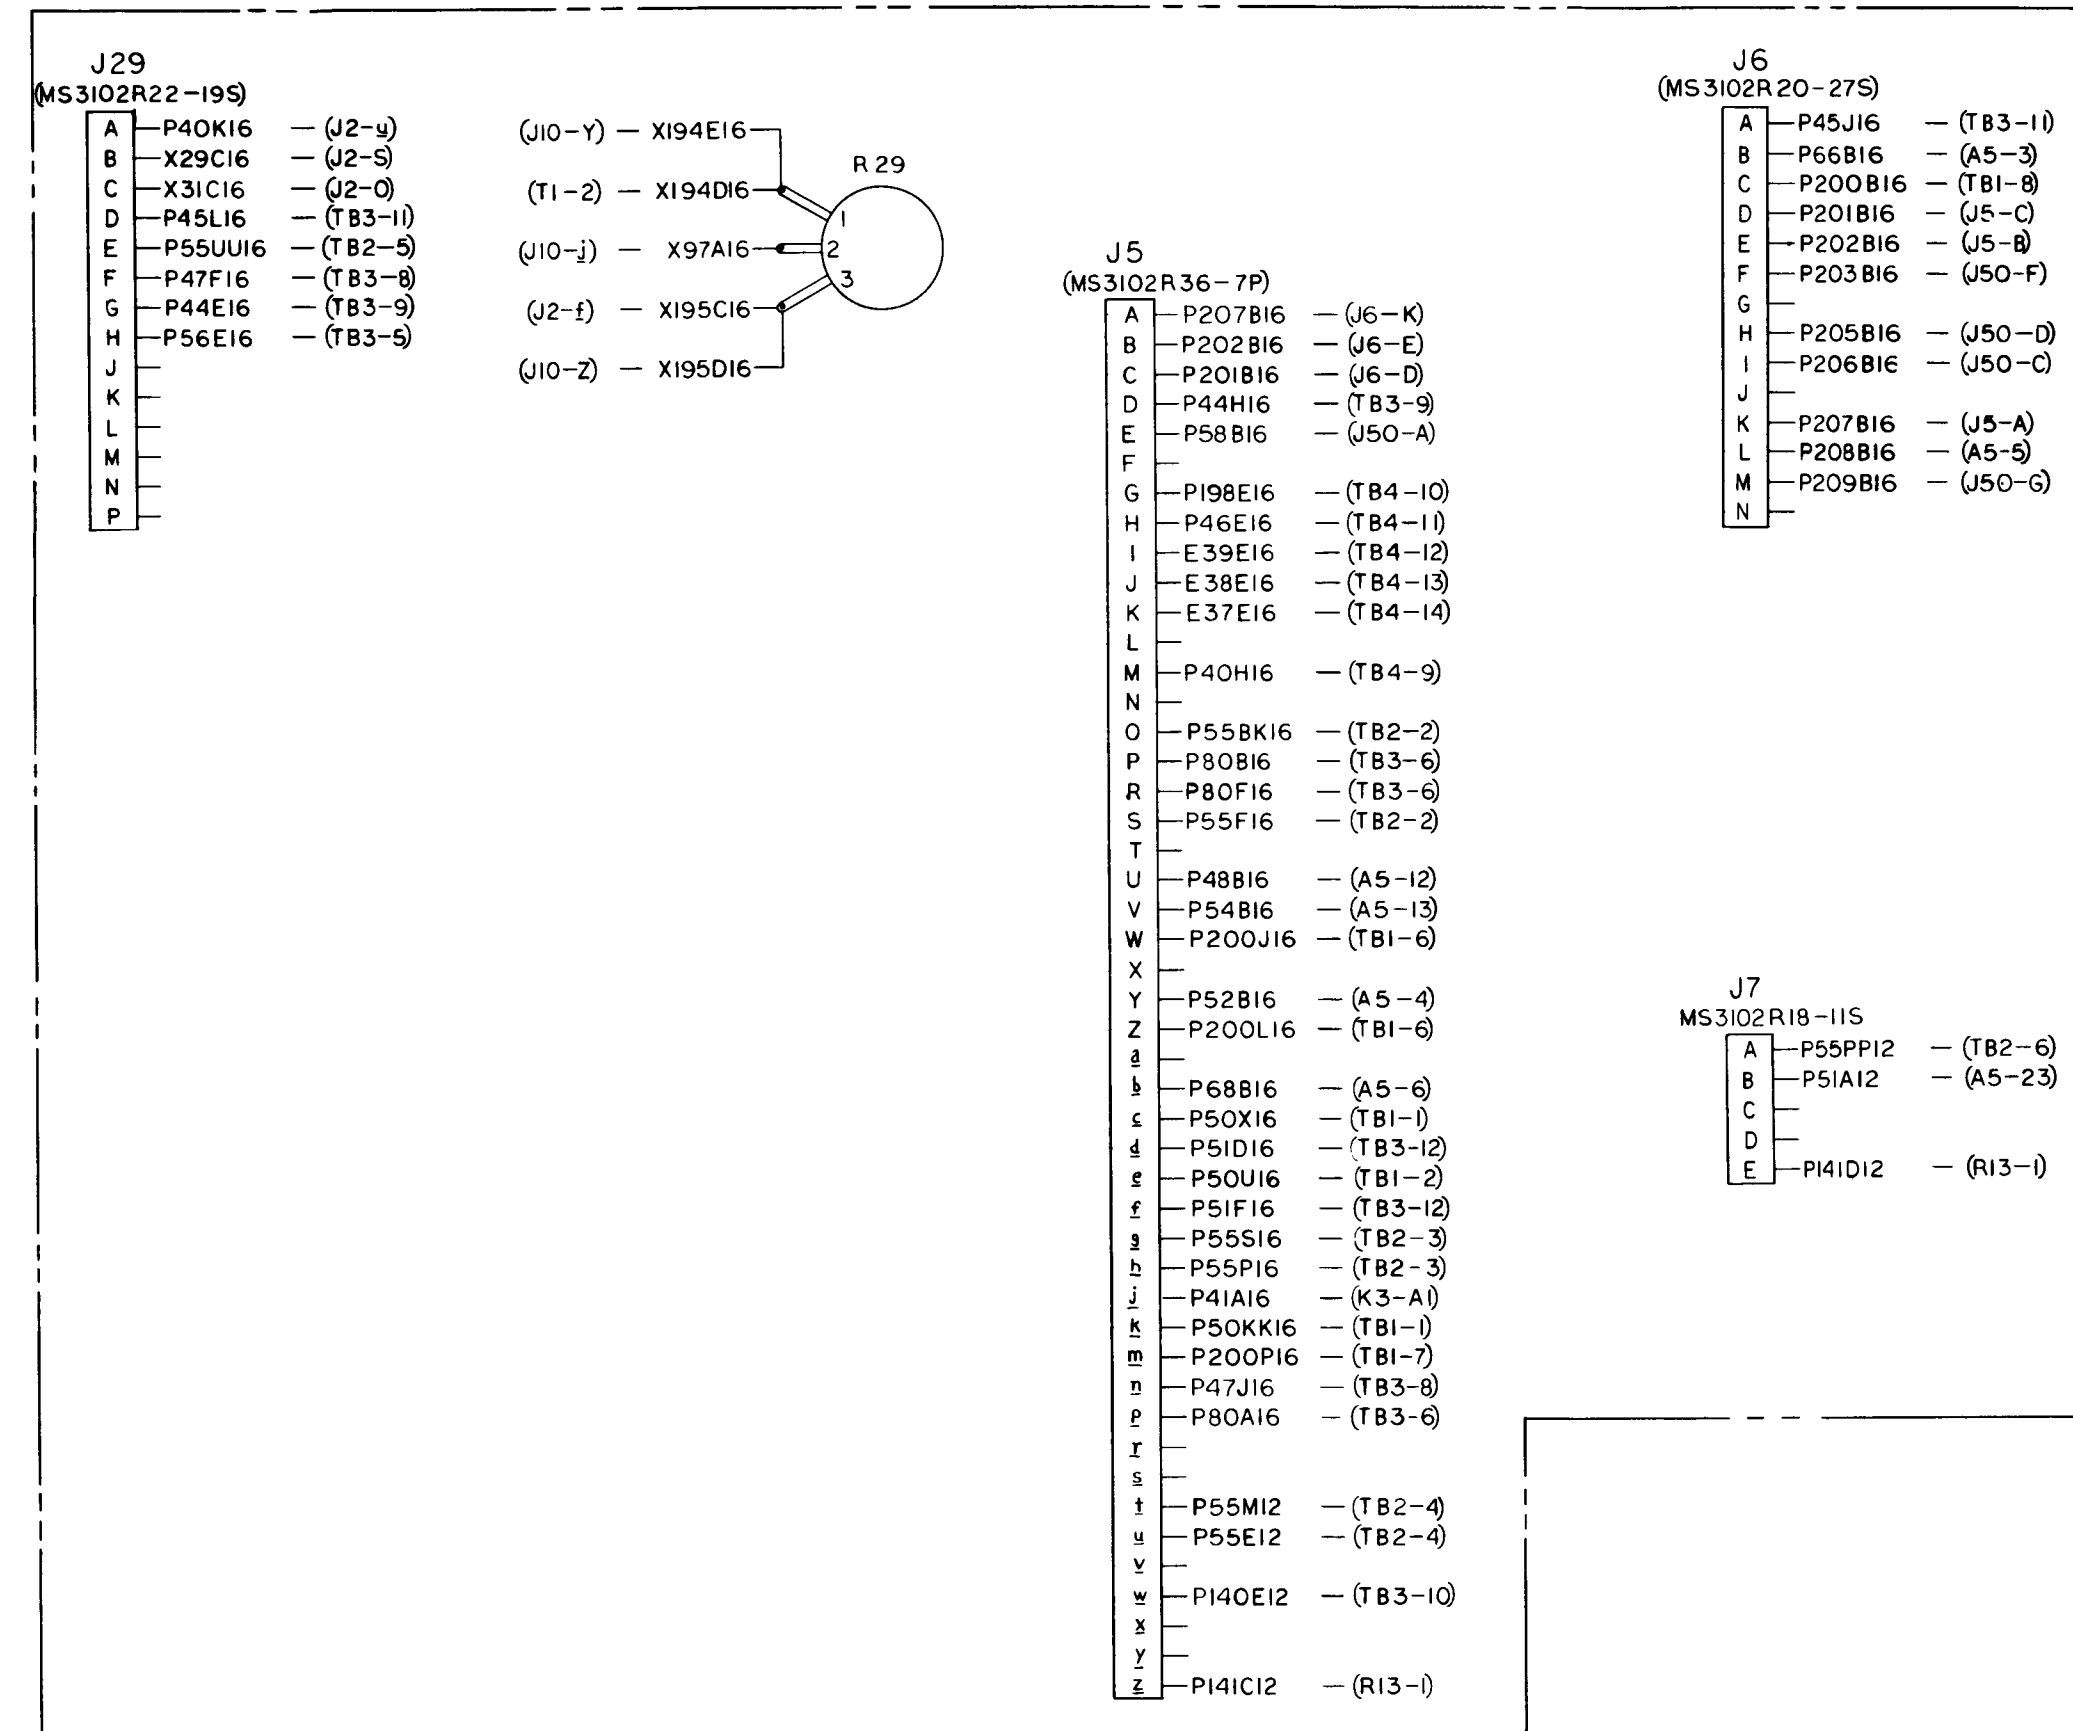 J29
(MS3102R22-19S)
A P40K16 — (J2-u)
B X29C16 — (J2-S)
C X31C16 — (J2-O)
D P45L16 — (TB3-11)
E P55UU16 — (TB2-5)
F P47F16 — (TB3-8)
G P44E16 — (TB3-9)
H P56E16 — (TB3-5)
J
K
L
M
N
P
(J10-Y) — X194E16
R29
(T1-2) — X194D16
1
(J10-j) — X97A16
2
3
(J2-f) — X195C16
(J10-Z) — X195D16
J5
(MS3102R36-7P)
A P207B16 — (J6-K)
B P202B16 — (J6-E)
C P201B16 — (J6-D)
D P44H16 — (TB3-9)
E P58B16 — (J50-A)
F
G P198E16 — (TB4-10)
H P46E16 — (TB4-11)
I E39E16 — (TB4-12)
J E38E16 — (TB4-13)
K E37E16 — (TB4-14)
L
M P40H16 — (TB4-9)
N
O P55BK16 — (TB2-2)
P P80B16 — (TB3-6)
R P80F16 — (TB3-6)
S P55F16 — (TB2-2)
T
U P48B16 — (A5-12)
V P54B16 — (A5-13)
W P200J16 — (TB1-6)
X
Y P52B16 — (A5-4)
Z P200L16 — (TB1-6)
a
b P68B16 — (A5-6)
c P50X16 — (TB1-1)
d P51D16 — (TB3-12)
e P50U16 — (TB1-2)
f P51F16 — (TB3-12)
g P55S16 — (TB2-3)
h P55P16 — (TB2-3)
j P41A16 — (K3-A1)
k P50KK16 — (TB1-1)
m P200P16 — (TB1-7)
n P47J16 — (TB3-8)
p P80A16 — (TB3-6)
r
s
t P55M12 — (TB2-4)
u P55E12 — (TB2-4)
v
w P140E12 — (TB3-10)
x
y
z P141C12 — (R13-1)
J6
(MS3102R20-27S)
A P45J16 — (TB3-11)
B P66B16 — (A5-3)
C P200B16 — (TB1-8)
D P201B16 — (J5-C)
E P202B16 — (J5-B)
F P203B16 — (J50-F)
G
H P205B16 — (J50-D)
I P206B16 — (J50-C)
J
K P207B16 — (J5-A)
L P208B16 — (A5-5)
M P209B16 — (J50-G)
N
J7
MS3102R18-11S
A P55PP12 — (TB2-6)
B P51A12 — (A5-23)
C
D
E P141D12 — (R13-1)